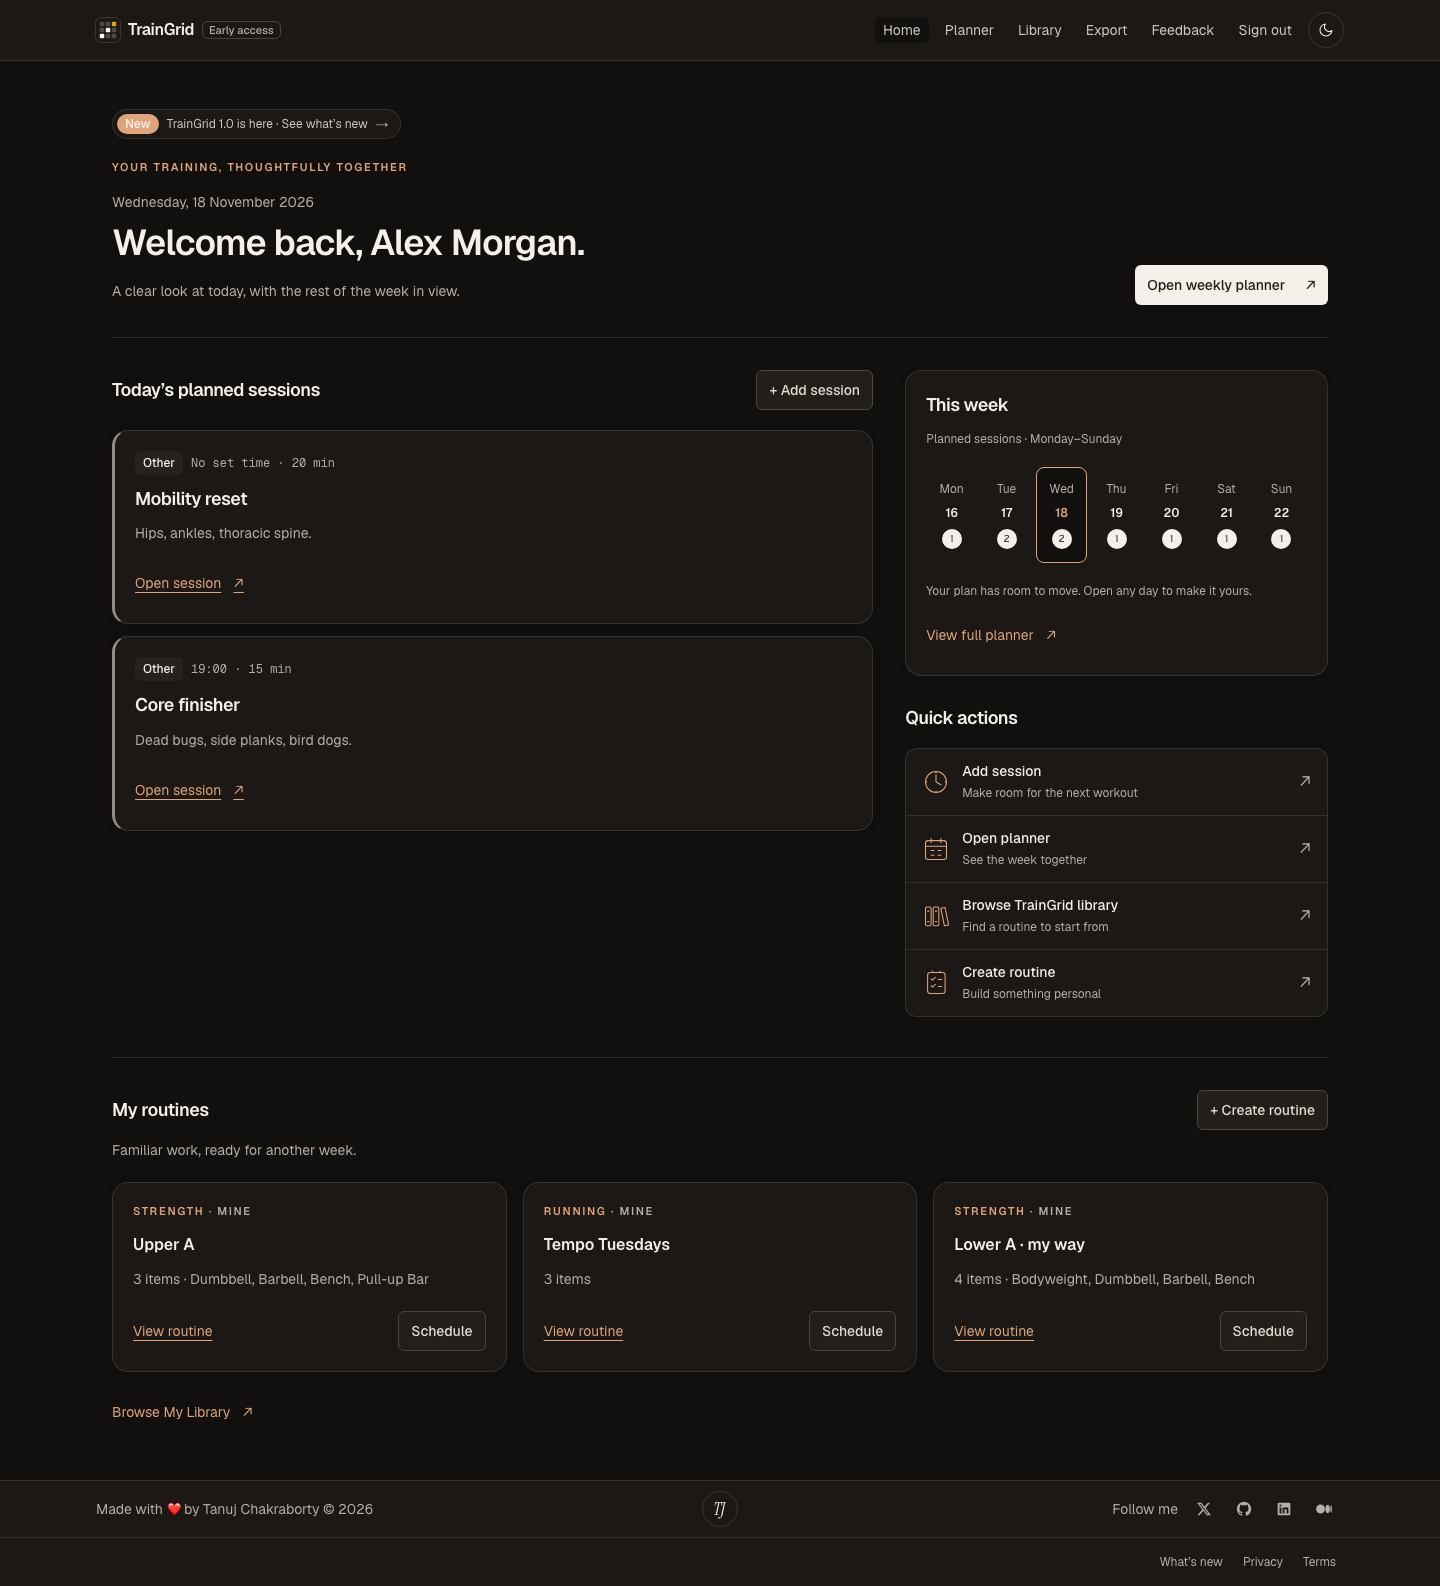 TrainGrid Early access
Home Planner Library Export Feedback Sign out
New TrainGrid 1.0 is here · See what's new →
YOUR TRAINING, THOUGHTFULLY TOGETHER
Wednesday, 18 November 2026
Welcome back, Alex Morgan.
A clear look at today, with the rest of the week in view.
Open weekly planner ↗
Today's planned sessions
+ Add session
Other No set time · 20 min
Mobility reset
Hips, ankles, thoracic spine.
Open session ↗
Other 19:00 · 15 min
Core finisher
Dead bugs, side planks, bird dogs.
Open session ↗
This week
Planned sessions · Monday–Sunday
Mon Tue Wed Thu Fri Sat Sun
16 17 18 19 20 21 22
1 2 2 1 1 1 1
Your plan has room to move. Open any day to make it yours.
View full planner ↗
Quick actions
Add session ↗
Make room for the next workout
Open planner ↗
See the week together
Browse TrainGrid library ↗
Find a routine to start from
Create routine ↗
Build something personal
My routines
+ Create routine
Familiar work, ready for another week.
STRENGTH · MINE
Upper A
3 items · Dumbbell, Barbell, Bench, Pull-up Bar
View routine Schedule
RUNNING · MINE
Tempo Tuesdays
3 items
View routine Schedule
STRENGTH · MINE
Lower A · my way
4 items · Bodyweight, Dumbbell, Barbell, Bench
View routine Schedule
Browse My Library ↗
Made with ❤️ by Tanuj Chakraborty © 2026
TJ
Follow me
What's new Privacy Terms